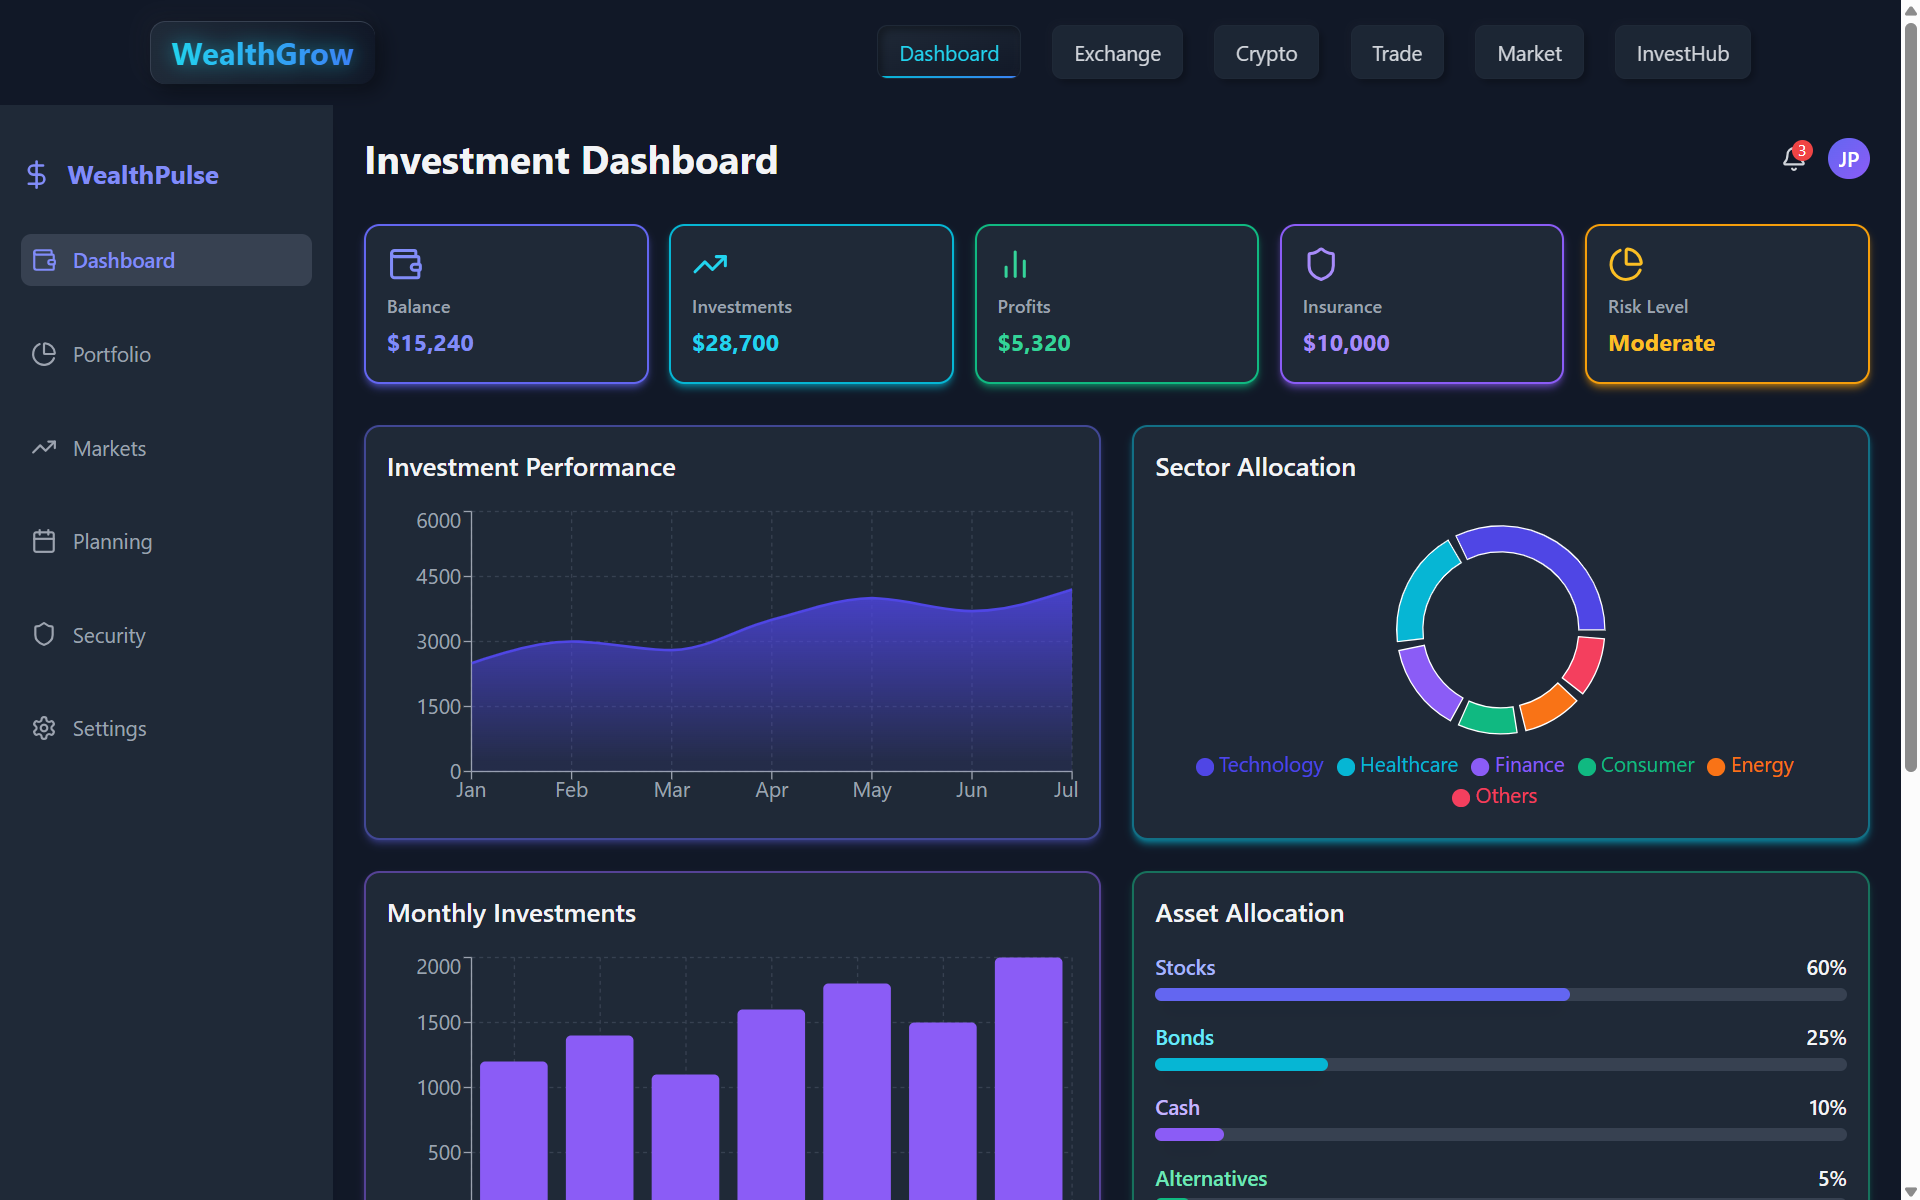 WealthGrow
Dashboard
Exchange
Crypto
Trade
Market
InvestHub
WealthPulse
Dashboard
Portfolio
Markets
Planning
Security
Settings
Investment Dashboard
3
JP
Balance
$15,240
Investments
$28,700
Profits
$5,320
Insurance
$10,000
Risk Level
Moderate
Investment Performance
6000
4500
3000
1500
0
Jan Feb Mar Apr May Jun Jul
Sector Allocation
Technology Healthcare Finance Consumer Energy
Others
Monthly Investments
2000
1500
1000
500
Asset Allocation
Stocks 60%
Bonds 25%
Cash 10%
Alternatives 5%